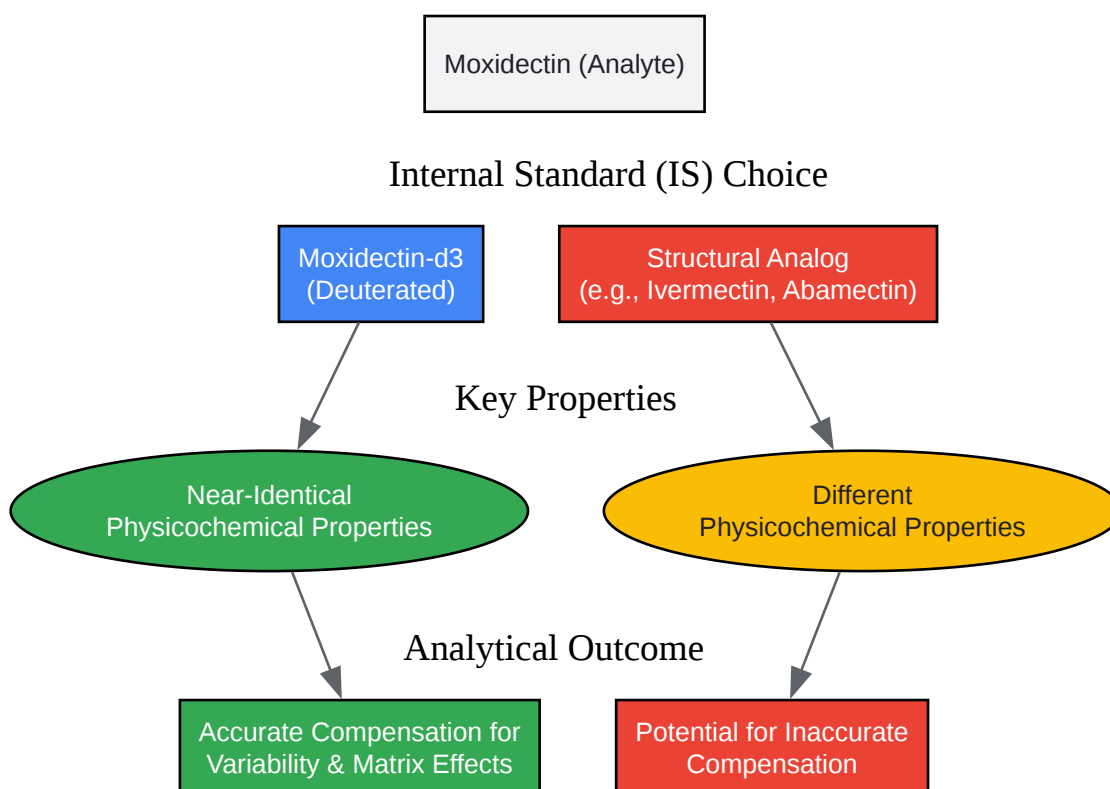 Moxidectin (Analyte)
Internal Standard (IS) Choice
Moxidectin-d3
(Deuterated)
Structural Analog
(e.g., Ivermectin, Abamectin)
Key Properties
Near-Identical
Physicochemical Properties
Different
Physicochemical Properties
Analytical Outcome
Accurate Compensation for
Variability & Matrix Effects
Potential for Inaccurate
Compensation